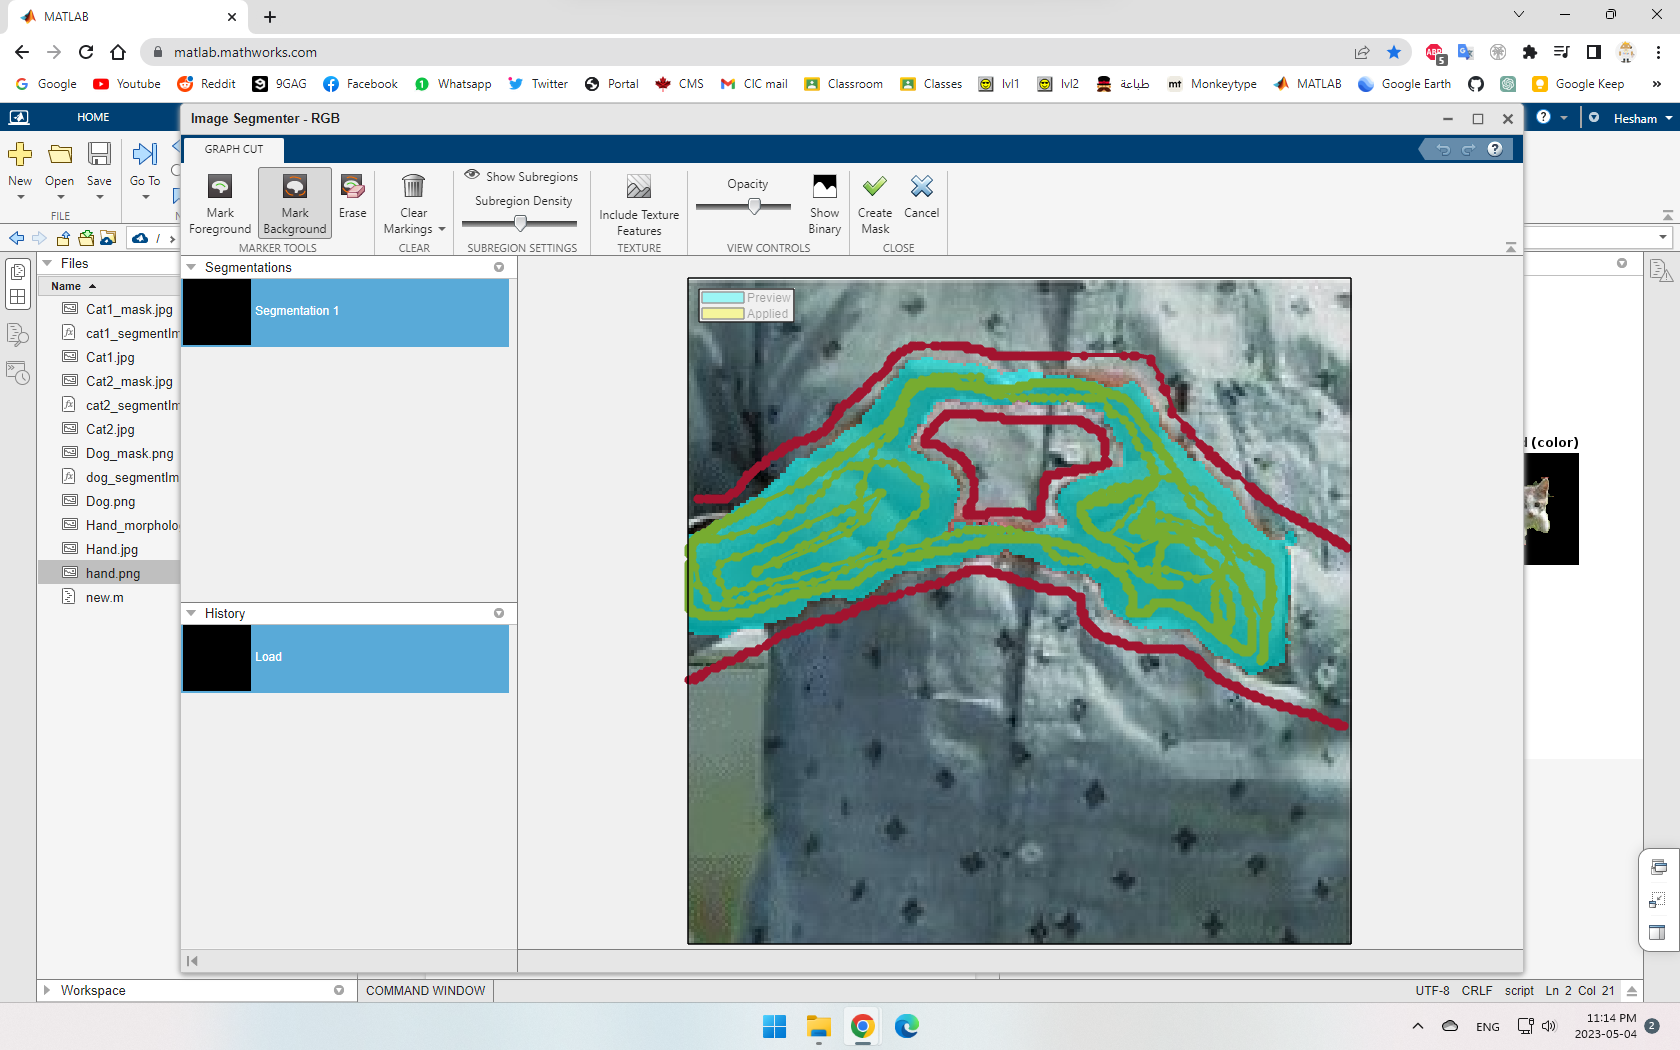 MATLAB
matlab.mathworks.com
ABP
5
Google
Youtube
Reddit
9GAG
Facebook
1
Whatsapp
Twitter
Portal
CMS
CIC mail
Classroom
Classes
lvl1
lvl2
طباعة
mt
Monkeytype
MATLAB
Google Earth
Google Keep
»
HOME
Image Segmenter - RGB
Hesham
GRAPH CUT
New
Open
Save
Go To
FILE
Mark
Foreground
Mark
Background
Erase
MARKER TOOLS
Clear
Markings
CLEAR
Show Subregions
Subregion Density
SUBREGION SETTINGS
Include Texture
Features
TEXTURE
Opacity
Show
Binary
VIEW CONTROLS
Create
Mask
Cancel
CLOSE
/
Files
Name
Cat1_mask.jpg
cat1_segmentIm
Cat1.jpg
Cat2_mask.jpg
cat2_segmentIm
Cat2.jpg
Dog_mask.png
dog_segmentIm
Dog.png
Hand_morpholo
Hand.jpg
hand.png
new.m
Segmentations
Segmentation 1
History
Load
Preview
Applied
(color)
Workspace
COMMAND WINDOW
UTF-8 CRLF script Ln 2 Col 21
ENG
11:14 PM
2023-05-04
2